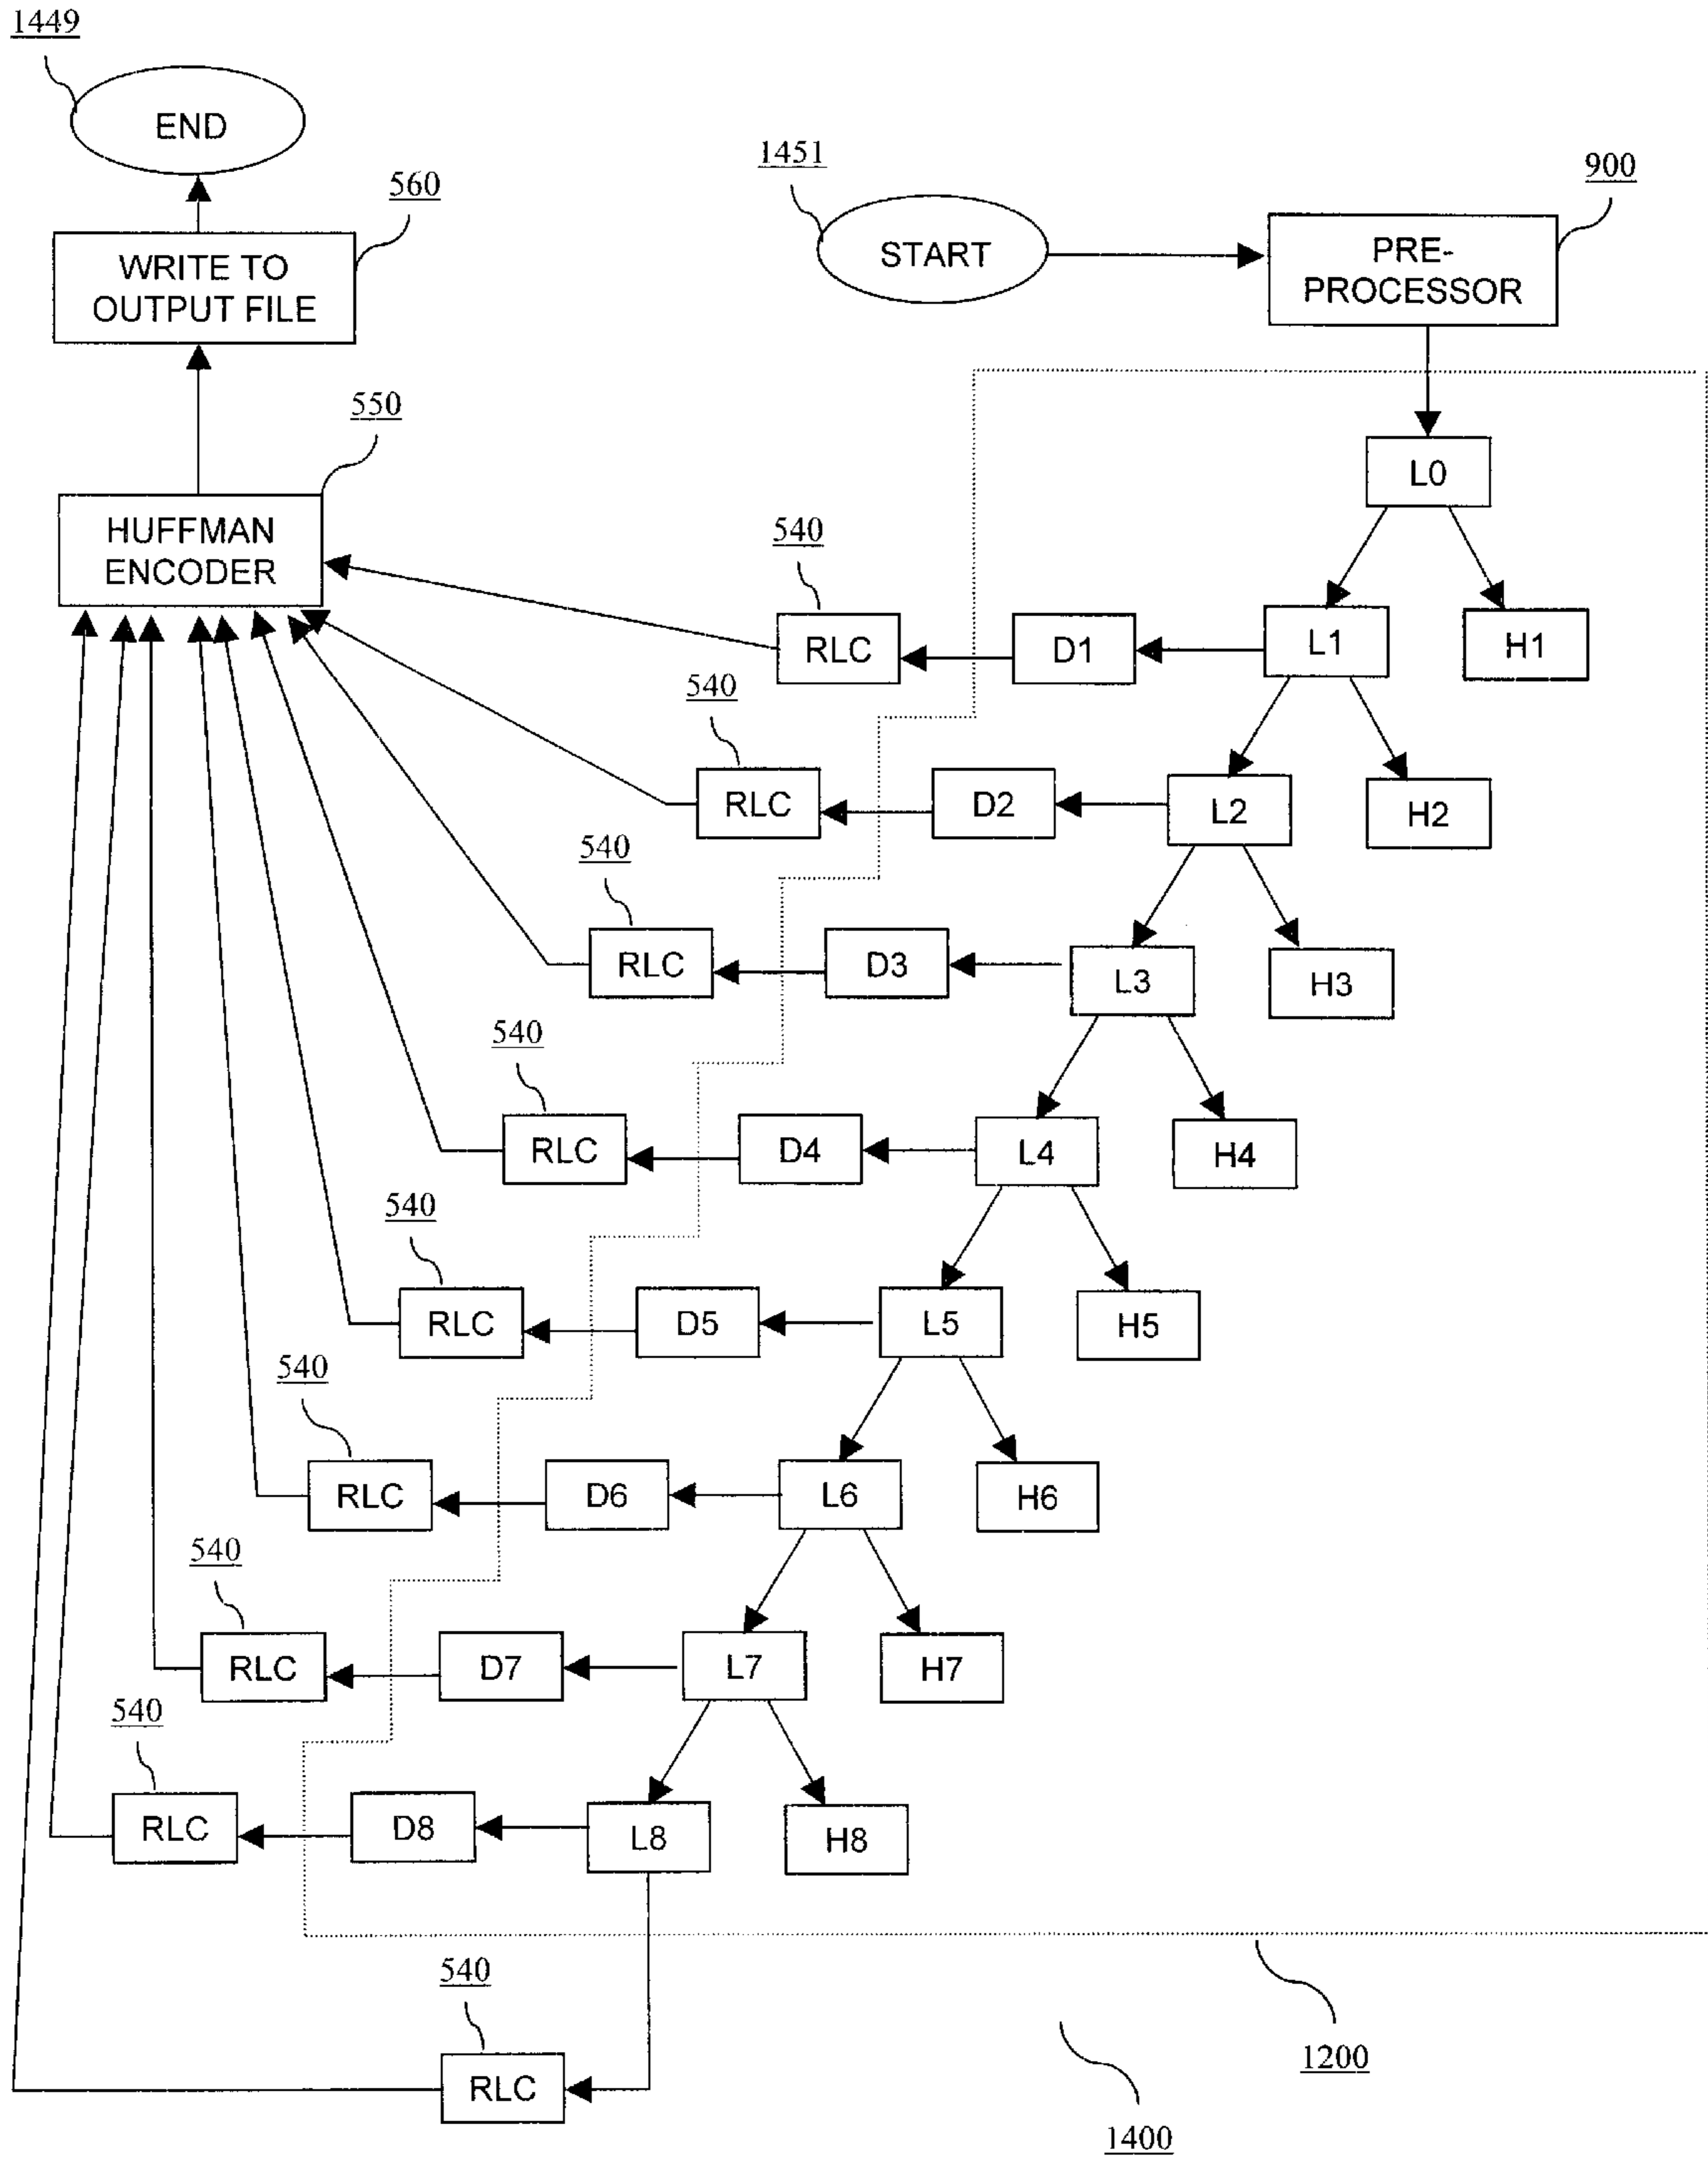 1449
END
560
WRITE TO
OUTPUT FILE
1451
START
900
PRE-
PROCESSOR
550
HUFFMAN
ENCODER
L0
540
RLC
D1
L1
H1
540
RLC
D2
L2
H2
540
RLC
D3
L3
H3
540
RLC
D4
L4
H4
540
RLC
D5
L5
H5
540
RLC
D6
L6
H6
540
RLC
D7
L7
H7
540
RLC
D8
L8
H8
540
RLC
1200
1400